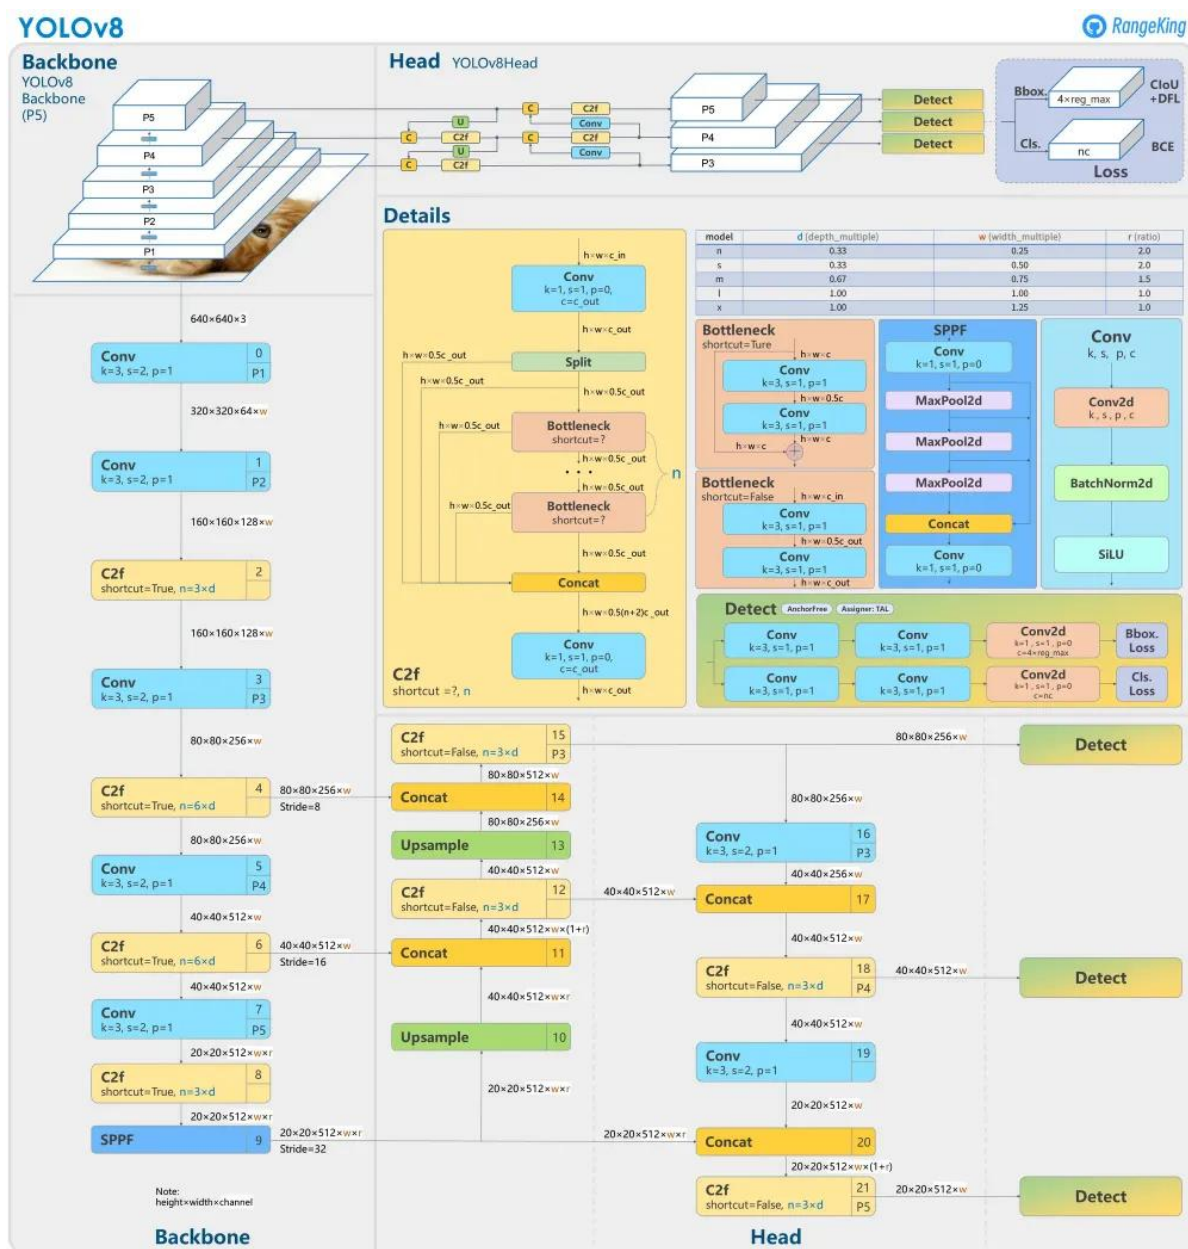 YOLOv8
RangeKing
Backbone
YOLOv8
Backbone
(P5)
P5
P4
P3
P2
P1
Head YOLOv8Head
C
C2f
U
Conv
C
C2f
C
C2f
U
Conv
C
C2f
P5
P4
P3
Detect
Detect
Detect
Bbox.
4×reg_max
CIoU
+DFL
Cls.
nc
BCE
Loss
Details
h×w×c_in
Conv
k=1, s=1, p=0,
c=c_out
h×w×c_out
h×w×0.5c_out
Split
h×w×0.5c_out
h×w×0.5c_out
h×w×0.5c_out
Bottleneck
shortcut=?
h×w×0.5c_out
. . .
n
h×w×0.5c_out
h×w×0.5c_out
Bottleneck
shortcut=?
h×w×0.5c_out
Concat
h×w×0.5(n+2)c_out
Conv
k=1, s=1, p=0,
c=c_out
h×w×c_out
C2f
shortcut =?, n
model d (depth_multiple) w (width_multiple) r (ratio)
n 0.33 0.25 2.0
s 0.33 0.50 2.0
m 0.67 0.75 1.5
l 1.00 1.00 1.0
x 1.00 1.25 1.0
Bottleneck
shortcut=Ture
h×w×c
Conv
k=3, s=1, p=1
h×w×0.5c
Conv
k=3, s=1, p=1
h×w×c
h×w×c
+
Bottleneck
shortcut=False
h×w×c_in
Conv
k=3, s=1, p=1
h×w×0.5c_out
Conv
k=3, s=1, p=1
h×w×c_out
SPPF
Conv
k=1, s=1, p=0
MaxPool2d
MaxPool2d
MaxPool2d
Concat
Conv
k=1, s=1, p=0
Conv
k, s, p, c
Conv2d
k, s, p, c
BatchNorm2d
SiLU
Detect AnchorFree Assigner: TAL
Conv
k=3, s=1, p=1
Conv
k=3, s=1, p=1
Conv2d
k=1, s=1, p=0
c=4×reg_max
Bbox.
Loss
Conv
k=3, s=1, p=1
Conv
k=3, s=1, p=1
Conv2d
k=1, s=1, p=0
c=nc
Cls.
Loss
640×640×3
Conv 0
k=3, s=2, p=1 P1
320×320×64×w
Conv 1
k=3, s=2, p=1 P2
160×160×128×w
C2f 2
shortcut=True, n=3×d
160×160×128×w
Conv 3
k=3, s=2, p=1 P3
80×80×256×w
C2f 4
shortcut=True, n=6×d
80×80×256×w
Stride=8
80×80×256×w
Conv 5
k=3, s=2, p=1 P4
40×40×512×w
C2f 6
shortcut=True, n=6×d
40×40×512×w
Stride=16
40×40×512×w
Conv 7
k=3, s=2, p=1 P5
20×20×512×w×r
C2f 8
shortcut=True, n=3×d
20×20×512×w×r
SPPF 9
20×20×512×w×r
Stride=32
Note:
height×width×channel
Backbone
C2f 15
shortcut=False, n=3×d P3
80×80×512×w
Concat 14
80×80×256×w
Upsample 13
40×40×512×w
C2f 12
shortcut=False, n=3×d
40×40×512×w
40×40×512×w×(1+r)
Concat 11
40×40×512×w×r
Upsample 10
20×20×512×w×r
80×80×256×w
Detect
80×80×256×w
Conv 16
k=3, s=2, p=1 P3
40×40×256×w
Concat 17
40×40×512×w
C2f 18
shortcut=False, n=3×d P4
40×40×512×w
Detect
40×40×512×w
Conv 19
k=3, s=2, p=1
20×20×512×w
20×20×512×w×r
Concat 20
20×20×512×w×(1+r)
C2f 21
shortcut=False, n=3×d P5
20×20×512×w
Detect
Head